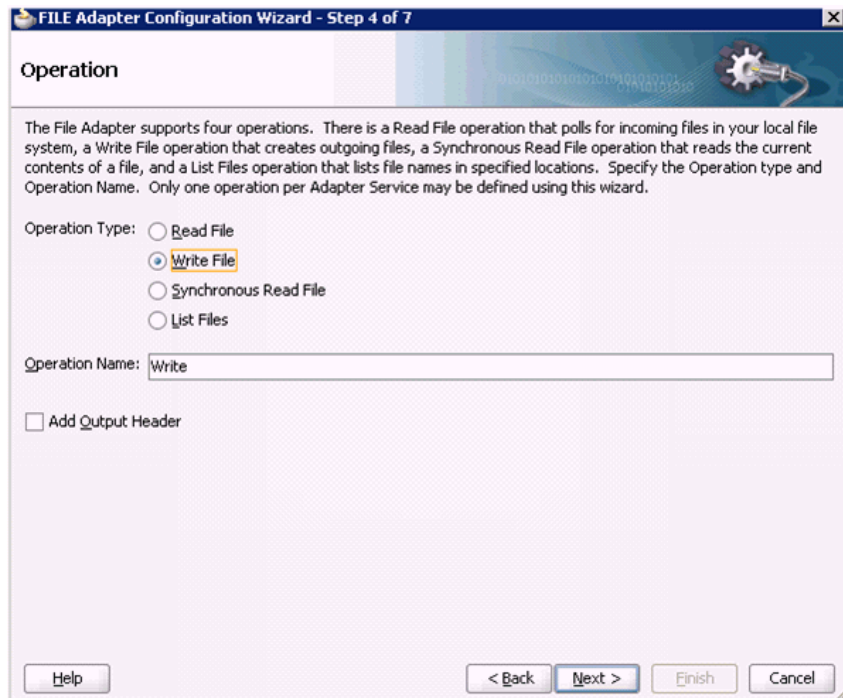 FILE Adapter Configuration Wizard - Step 4 of 7
Operation
The File Adapter supports four operations. There is a Read File operation that polls for incoming files in your local file
system, a Write File operation that creates outgoing files, a Synchronous Read File operation that reads the current
contents of a file, and a List Files operation that lists file names in specified locations. Specify the Operation type and
Operation Name. Only one operation per Adapter Service may be defined using this wizard.
Operation Type: Read File
Write File
Synchronous Read File
List Files
Operation Name: Write
Add Output Header
Help < Back Next > Finish Cancel